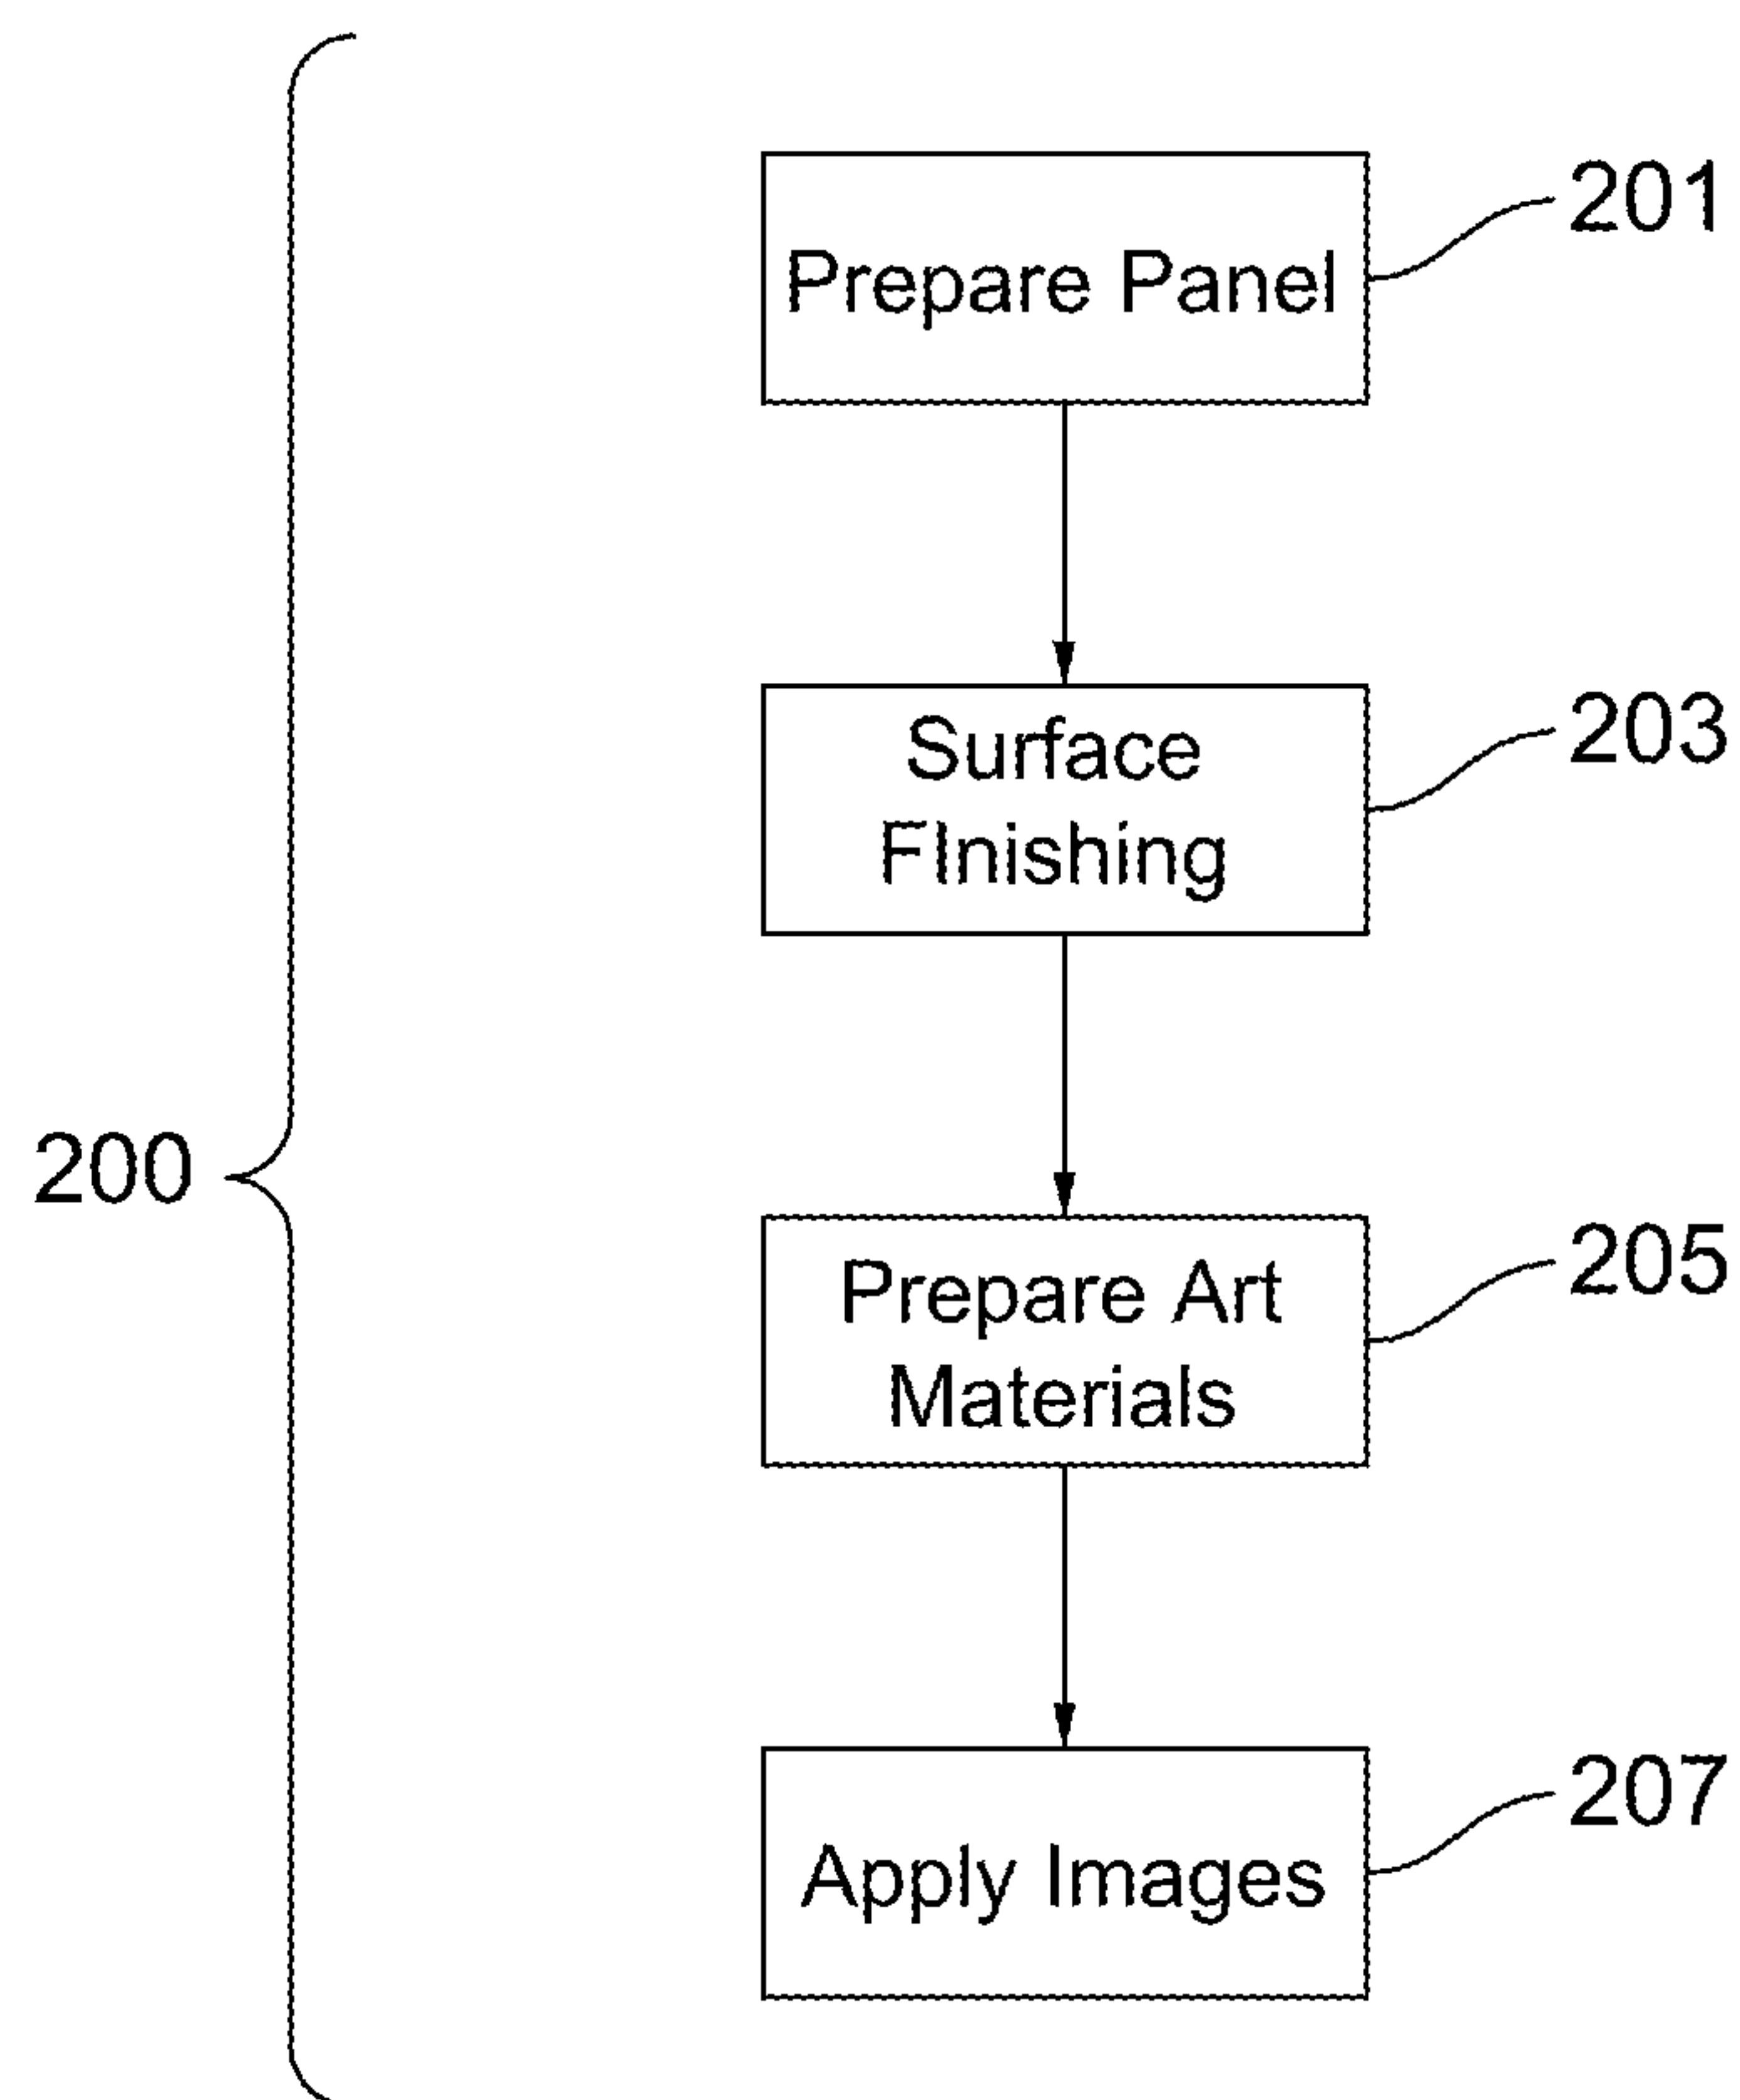 Prepare Panel
201
Surface
FInishing
203
200
Prepare Art
Materials
205
Apply Images
207